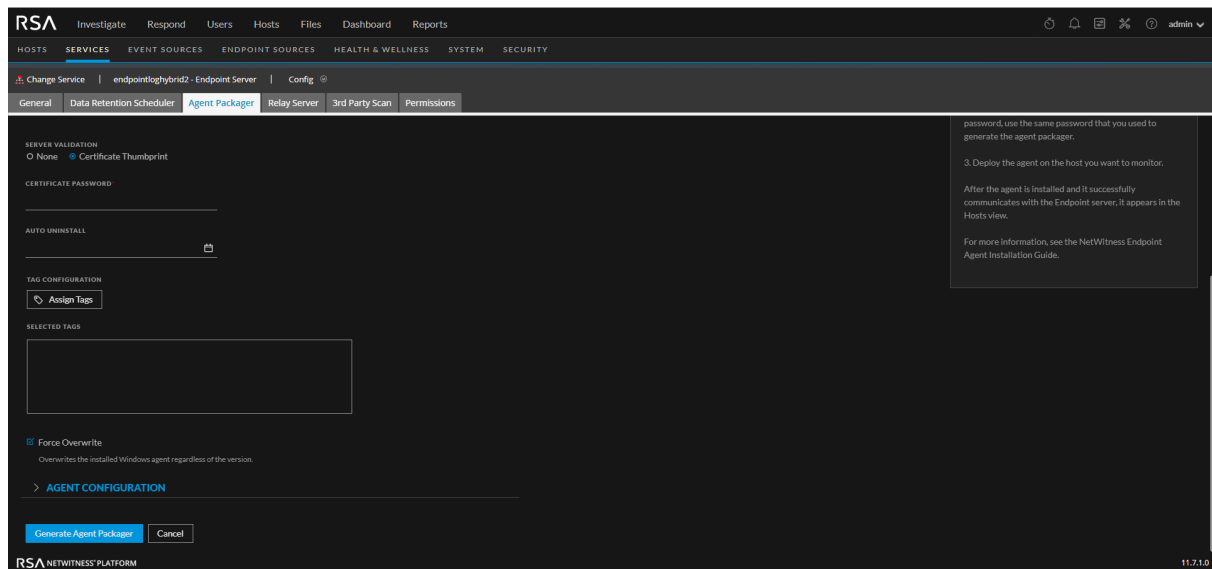 RSA Investigate Respond Users Hosts Files Dashboard Reports admin
HOSTS SERVICES EVENT SOURCES ENDPOINT SOURCES HEALTH & WELLNESS SYSTEM SECURITY
Change Service | endpointloghybrid2 - Endpoint Server | Config
General Data Retention Scheduler Agent Packager Relay Server 3rd Party Scan Permissions
SERVER VALIDATION
None Certificate Thumbprint
CERTIFICATE PASSWORD*
AUTO UNINSTALL
TAG CONFIGURATION
Assign Tags
SELECTED TAGS
Force Overwrite
Overwrites the installed Windows agent regardless of the version.
AGENT CONFIGURATION
Generate Agent Packager Cancel
password, use the same password that you used to
generate the agent packager.
3. Deploy the agent on the host you want to monitor.
After the agent is installed and it successfully
communicates with the Endpoint server, it appears in the
Hosts view.
For more information, see the NetWitness Endpoint
Agent Installation Guide.
RSA NETWITNESS® PLATFORM 11.7.1.0